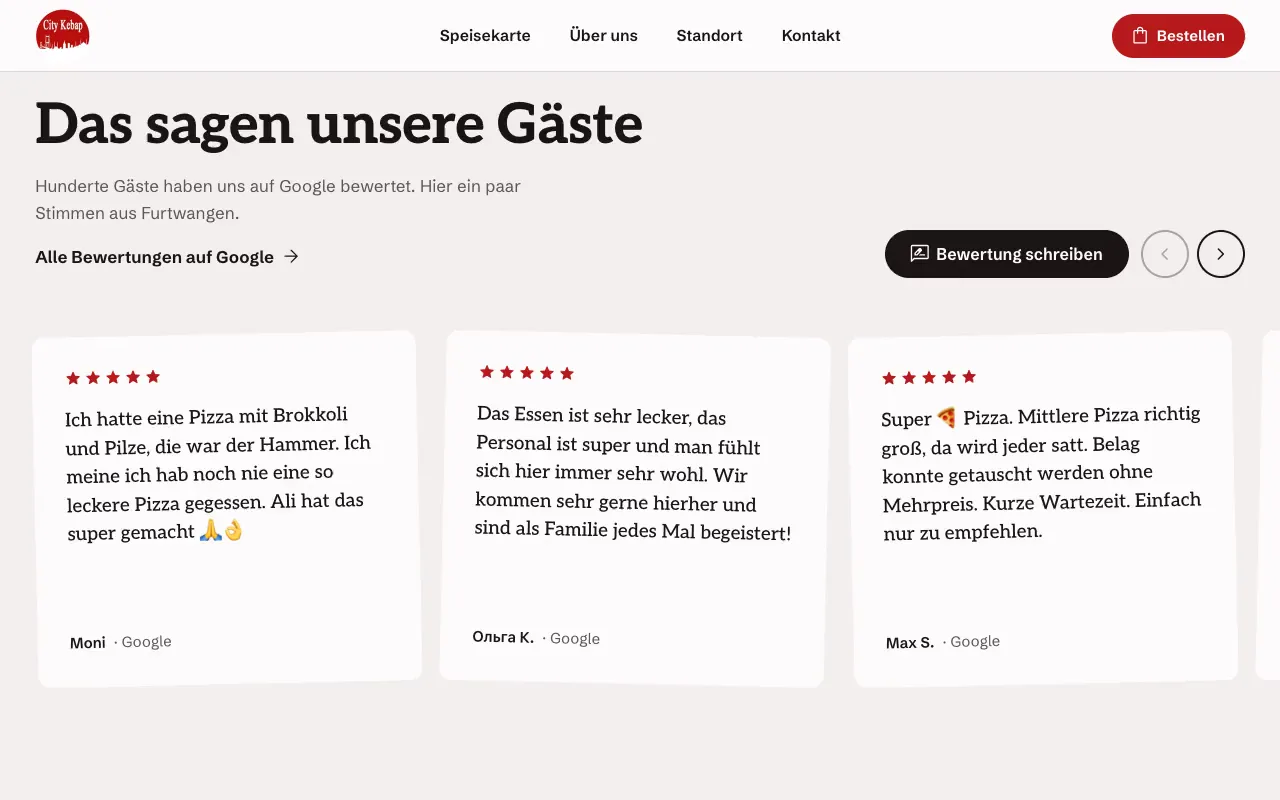 City Kebap
Speisekarte
Über uns
Standort
Kontakt
Bestellen
Das sagen unsere Gäste
Hunderte Gäste haben uns auf Google bewertet. Hier ein paar
Stimmen aus Furtwangen.
Alle Bewertungen auf Google →
Bewertung schreiben
Ich hatte eine Pizza mit Brokkoli
und Pilze, die war der Hammer. Ich
meine ich hab noch nie eine so
leckere Pizza gegessen. Ali hat das
super gemacht 🙏👌
Moni · Google
Das Essen ist sehr lecker, das
Personal ist super und man fühlt
sich hier immer sehr wohl. Wir
kommen sehr gerne hierher und
sind als Familie jedes Mal begeistert!
Ольга К. · Google
Super 🍕 Pizza. Mittlere Pizza richtig
groß, da wird jeder satt. Belag
konnte getauscht werden ohne
Mehrpreis. Kurze Wartezeit. Einfach
nur zu empfehlen.
Max S. · Google